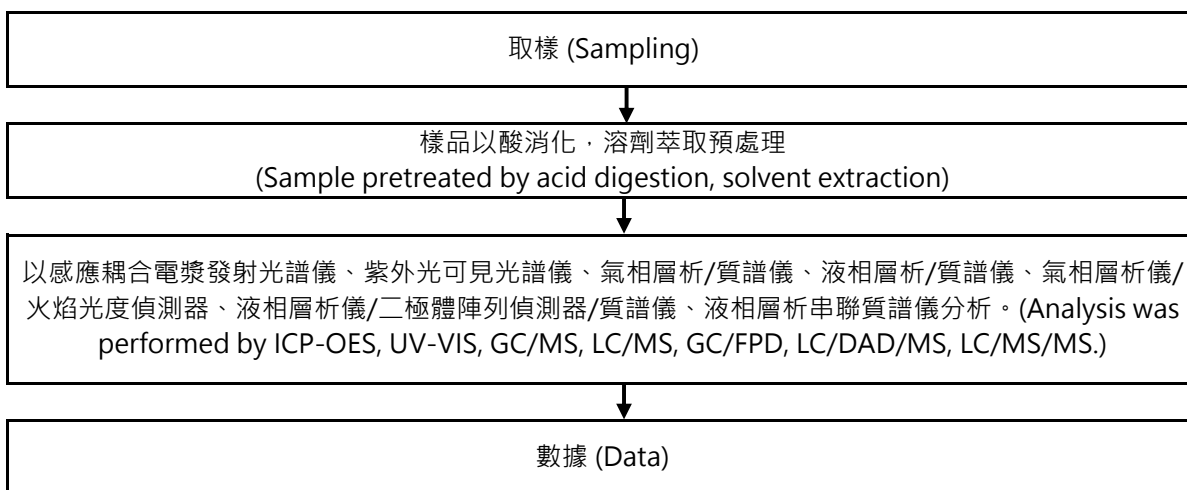 取樣 (Sampling)
樣品以酸消化，溶劑萃取預處理
(Sample pretreated by acid digestion, solvent extraction)
以感應耦合電漿發射光譜儀、紫外光可見光譜儀、氣相層析/質譜儀、液相層析/質譜儀、氣相層析儀/
火焰光度偵測器、液相層析儀/二極體陣列偵測器/質譜儀、液相層析串聯質譜儀分析。(Analysis was
performed by ICP-OES, UV-VIS, GC/MS, LC/MS, GC/FPD, LC/DAD/MS, LC/MS/MS.)
數據 (Data)